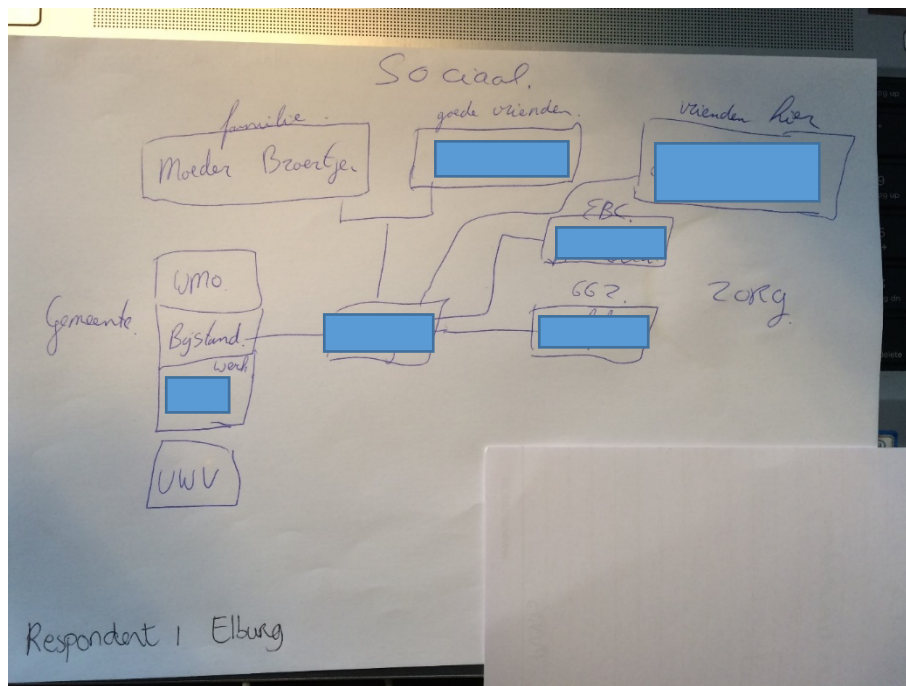 Sociaal.
familie.
goede vrienden.
vrienden hier
Moeder Broertje.
EBC.
WMO.
GGZ.
Zorg.
Gemeente.
Bijstand.
werk
UWV
Respondent 1 Elburg